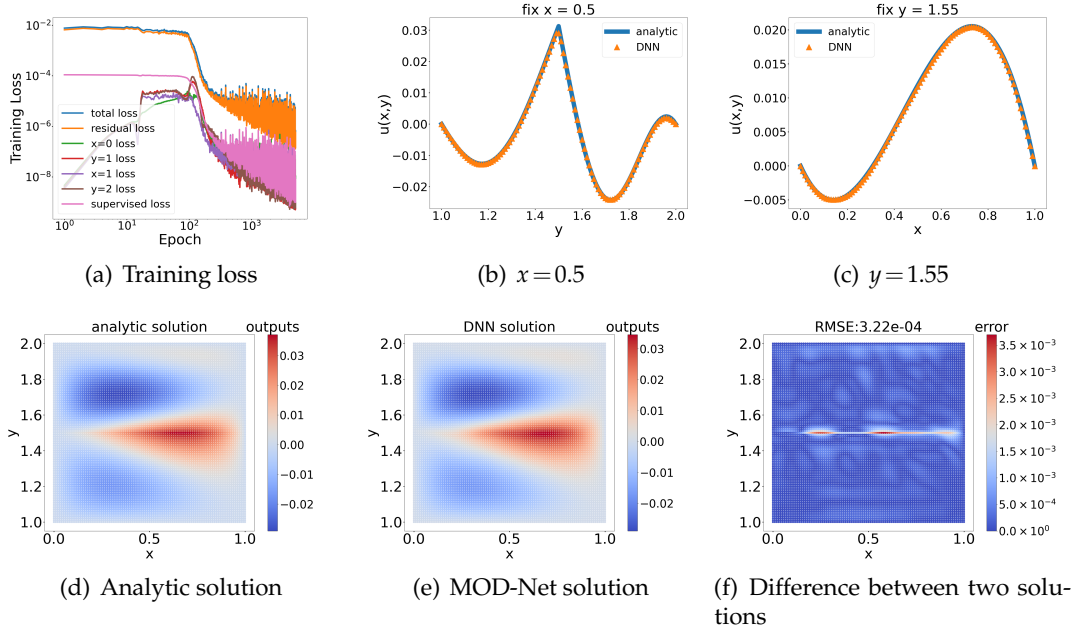 10⁻²
10⁻⁴
10⁻⁶
10⁻⁸
Training Loss
total loss
residual loss
x=0 loss
y=1 loss
x=1 loss
y=2 loss
supervised loss
10⁰ 10¹ 10² 10³
Epoch
(a) Training loss
fix x = 0.5
0.03
0.02
0.01
0.00
−0.01
−0.02
u(x,y)
analytic
DNN
1.0 1.2 1.4 1.6 1.8 2.0
y
(b) x = 0.5
fix y = 1.55
0.020
0.015
0.010
0.005
0.000
−0.005
u(x,y)
analytic
DNN
0.0 0.2 0.4 0.6 0.8 1.0
x
(c) y = 1.55
analytic solution outputs
2.0
1.8
1.6
1.4
1.2
1.0
y
0.0 0.5 1.0
x
0.03
0.02
0.01
0.00
−0.01
−0.02
(d) Analytic solution
DNN solution outputs
2.0
1.8
1.6
1.4
1.2
1.0
y
0.0 0.5 1.0
x
0.03
0.02
0.01
0.00
−0.01
−0.02
(e) MOD-Net solution
RMSE:3.22e-04 error
2.0
1.8
1.6
1.4
1.2
1.0
y
0.0 0.5 1.0
x
3.5 × 10⁻³
3.0 × 10⁻³
2.5 × 10⁻³
2.0 × 10⁻³
1.5 × 10⁻³
1.0 × 10⁻³
5.0 × 10⁻⁴
0.0 × 10⁰
(f) Difference between two solu-
tions